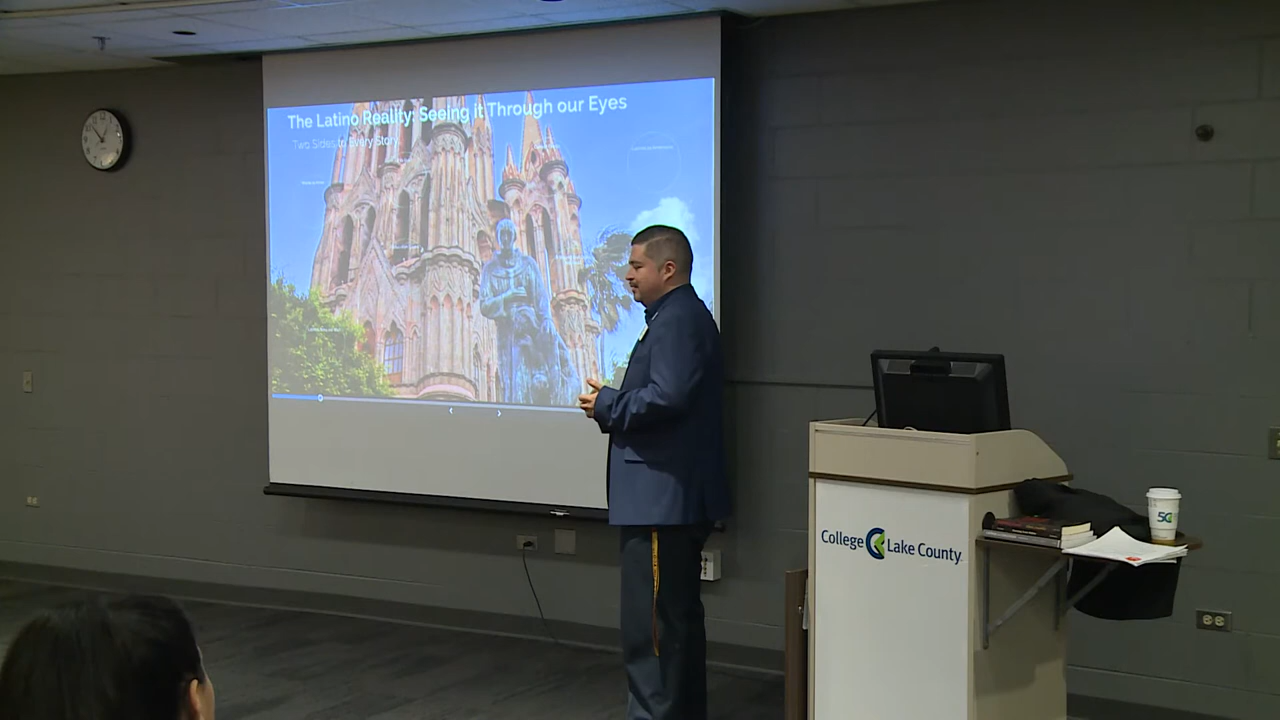 The Latino Reality: Seeing it Through our Eyes
Two Sides to Every Story
College Lake County
50